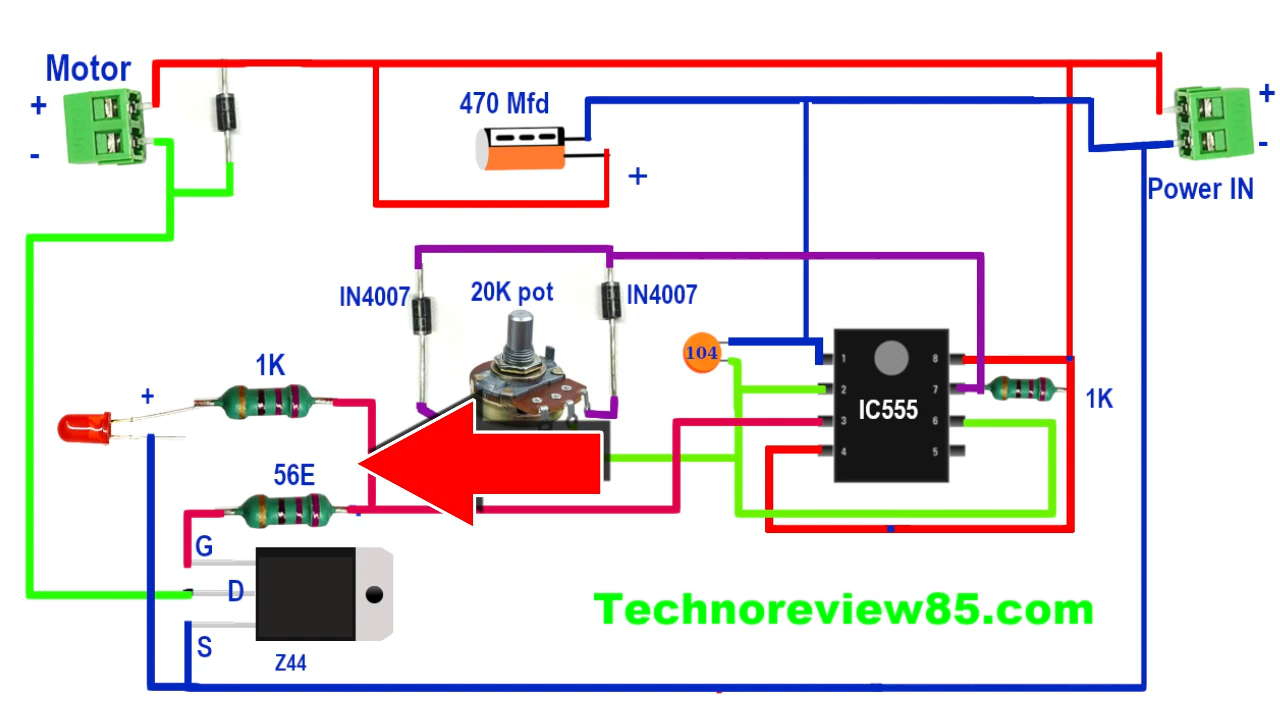 Motor
+
-
470 Mfd
+
+
-
Power IN
IN4007
20K pot
IN4007
104
1
2
3
4
8
7
6
5
IC555
1K
1K
+
56E
G
D
S
Z44
Technoreview85.com